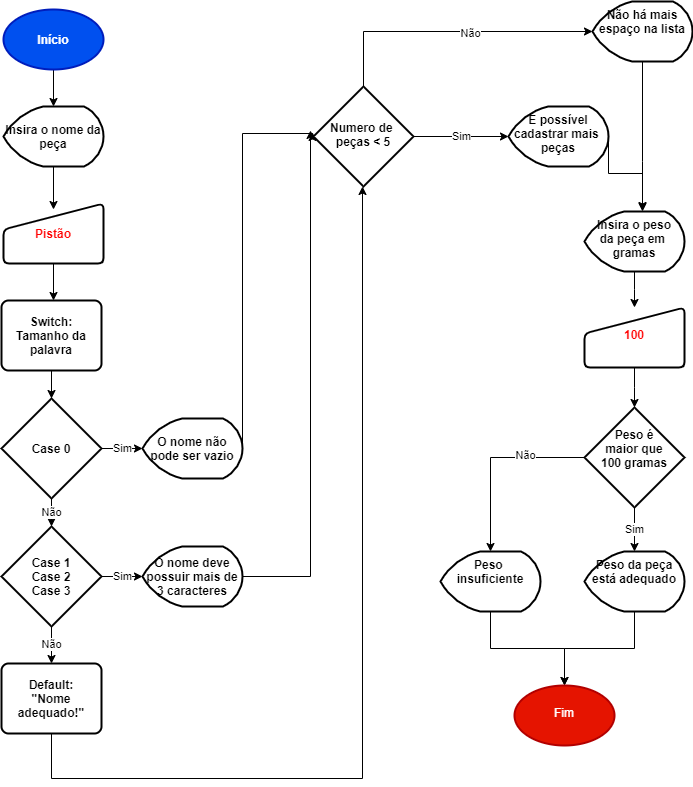 Início
Insira o nome da
peça
Pistão
Switch:
Tamanho da
palavra
Case 0
Sim
O nome não
pode ser vazio
Não
Case 1
Case 2
Case 3
Sim
O nome deve
possuir mais de
3 caracteres
Não
Default:
"Nome
adequado!"
Numero de
peças < 5
Não
Não há mais
espaço na lista
Sim
É possível
cadastrar mais
peças
Insira o peso
da peça em
gramas
100
Peso é
maior que
100 gramas
Não
Sim
Peso
insuficiente
Peso da peça
está adequado
Fim